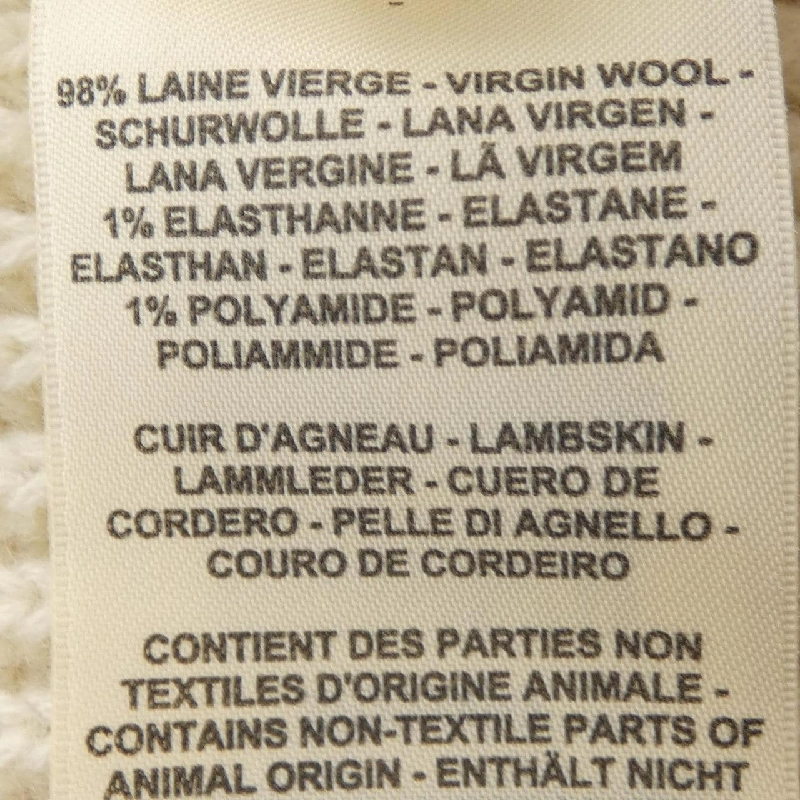 98% LAINE VIERGE - VIRGIN WOOL -
SCHURWOLLE - LANA VIRGEN -
LANA VERGINE - LÃ VIRGEM
1% ELASTHANNE - ELASTANE -
ELASTHAN - ELASTAN - ELASTANO
1% POLYAMIDE - POLYAMID -
POLIAMMIDE - POLIAMIDA
CUIR D'AGNEAU - LAMBSKIN -
LAMMLEDER - CUERO DE
CORDERO - PELLE DI AGNELLO -
COURO DE CORDEIRO
CONTIENT DES PARTIES NON
TEXTILES D'ORIGINE ANIMALE -
CONTAINS NON-TEXTILE PARTS OF
ANIMAL ORIGIN - ENTHÄLT NICHT